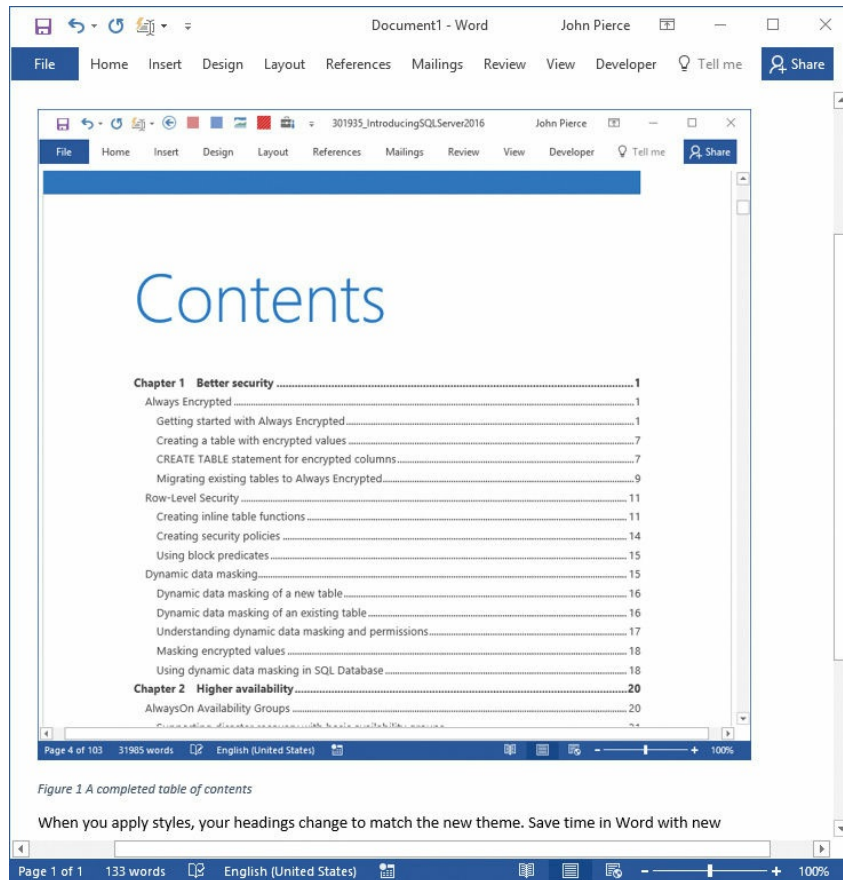 Document1 - Word John Pierce
File Home Insert Design Layout References Mailings Review View Developer Tell me Share
301935_IntroducingSQLServer2016 John Pierce
File Home Insert Design Layout References Mailings Review View Developer Tell me Share
Contents
Chapter 1 Better security 1
Always Encrypted 1
Getting started with Always Encrypted 1
Creating a table with encrypted values 7
CREATE TABLE statement for encrypted columns 7
Migrating existing tables to Always Encrypted 9
Row-Level Security 11
Creating inline table functions 11
Creating security policies 14
Using block predicates 15
Dynamic data masking 15
Dynamic data masking of a new table 16
Dynamic data masking of an existing table 16
Understanding dynamic data masking and permissions 17
Masking encrypted values 18
Using dynamic data masking in SQL Database 18
Chapter 2 Higher availability 20
AlwaysOn Availability Groups 20
Supporting disaster recovery with basic availability groups 21
Page 4 of 103 31985 words English (United States) 100%
Figure 1 A completed table of contents
When you apply styles, your headings change to match the new theme. Save time in Word with new
Page 1 of 1 133 words English (United States) 100%